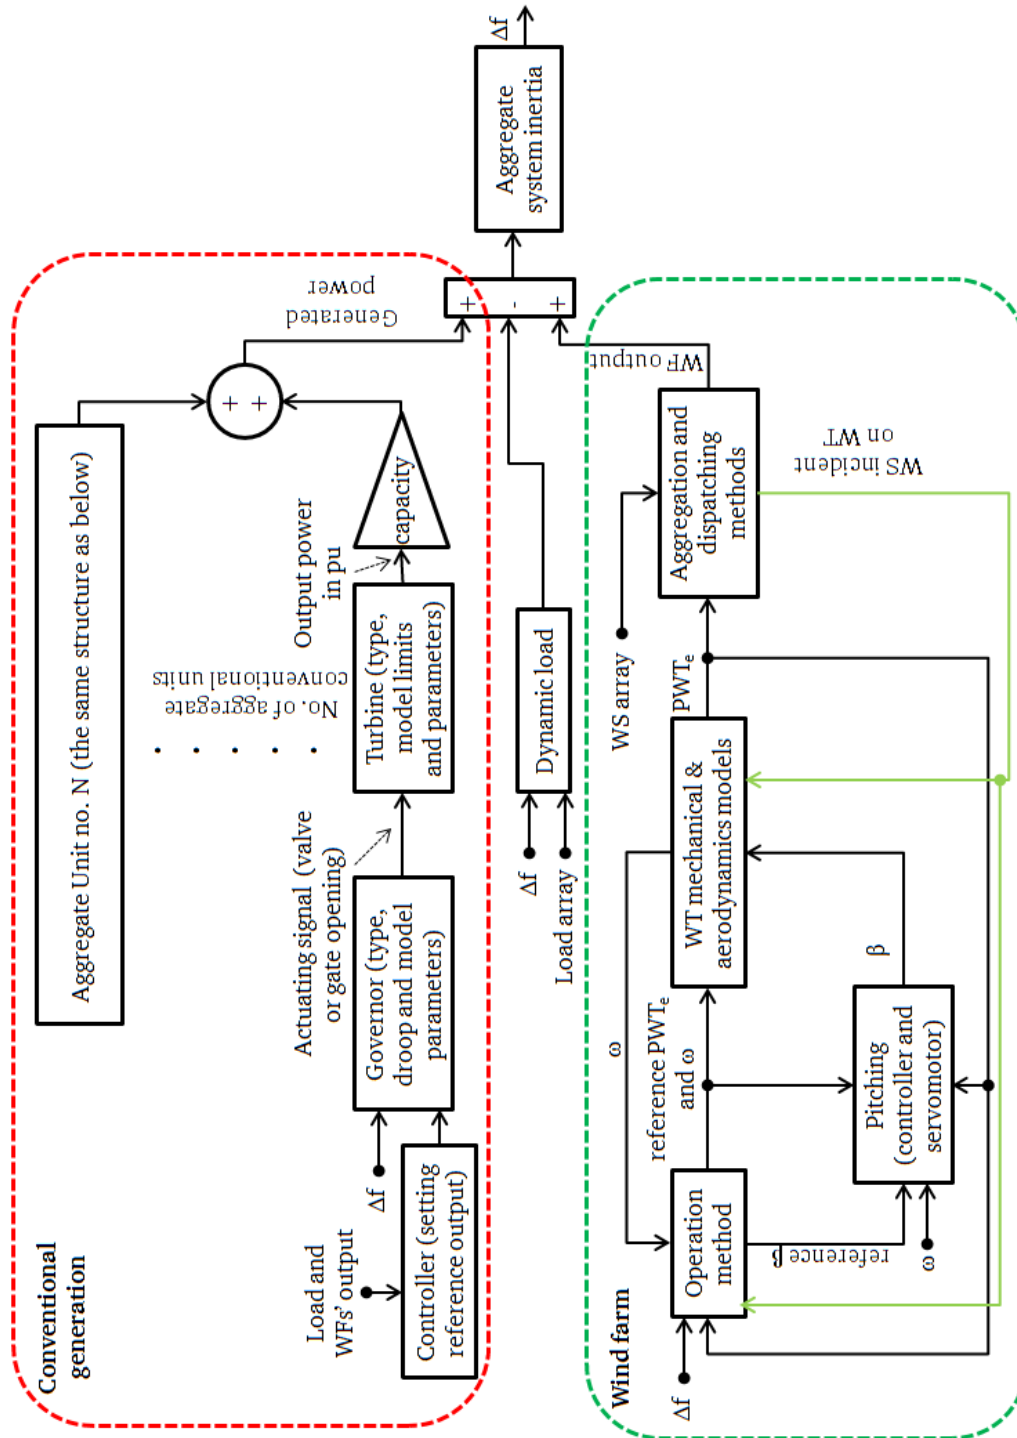 Conventional
generation
Aggregate Unit no. N (the same structure as below)
No. of aggregate
conventional units
Load and
WFs' output
Controller (setting
reference output)
Δf
Governor (type,
droop and model
parameters)
Actuating signal (valve
or gate opening)
Turbine (type,
model limits
and parameters)
Output power
in pu
capacity
+
+
Generated
power
+
-
+
Aggregate
system inertia
Δf
Δf
Load array
Dynamic load
Wind farm
Δf
Operation
method
ω
reference PWTₑ
and ω
reference β
ω
Pitching
(controller and
servomotor)
β
WT mechanical &
aerodynamics models
PWTₑ
WS array
Aggregation and
dispatching
methods
WF output
WS incident
on WT